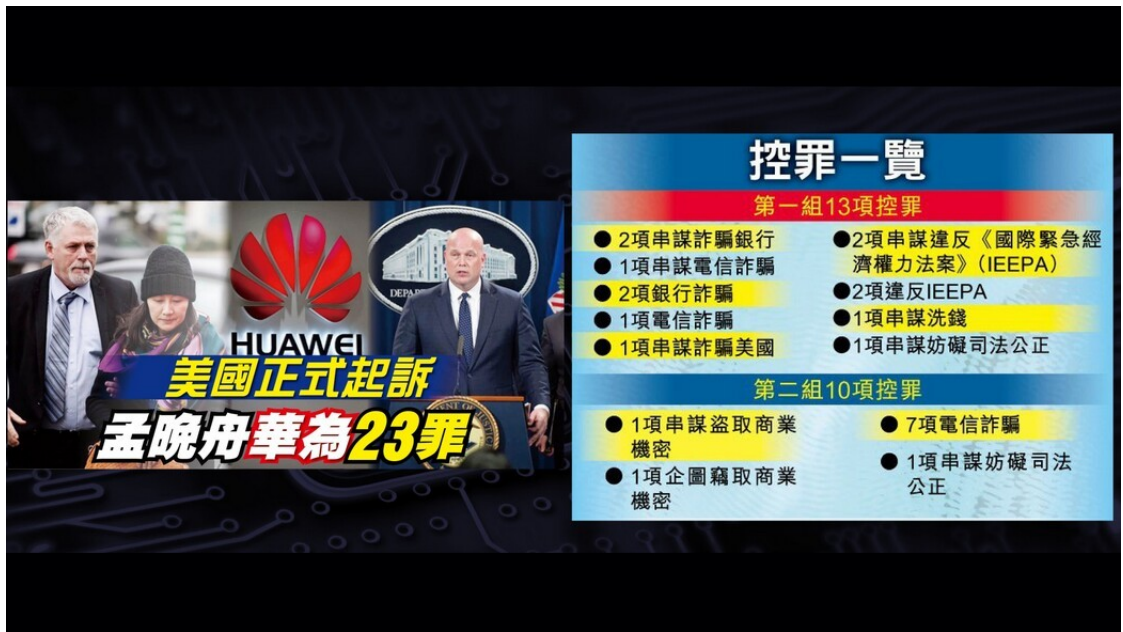 HUAWEI
DEPAR
MENT OF
美國正式起訴
孟晚舟華為23罪
控罪一覽
第一組13項控罪
●2項串謀詐騙銀行
●1項串謀電信詐騙
●2項銀行詐騙
●1項電信詐騙
●1項串謀詐騙美國
●2項串謀違反《國際緊急經
濟權力法案》（IEEPA）
●2項違反IEEPA
●1項串謀洗錢
●1項串謀妨礙司法公正
第二組10項控罪
●1項串謀盜取商業
機密
●1項企圖竊取商業
機密
●7項電信詐騙
●1項串謀妨礙司法
公正